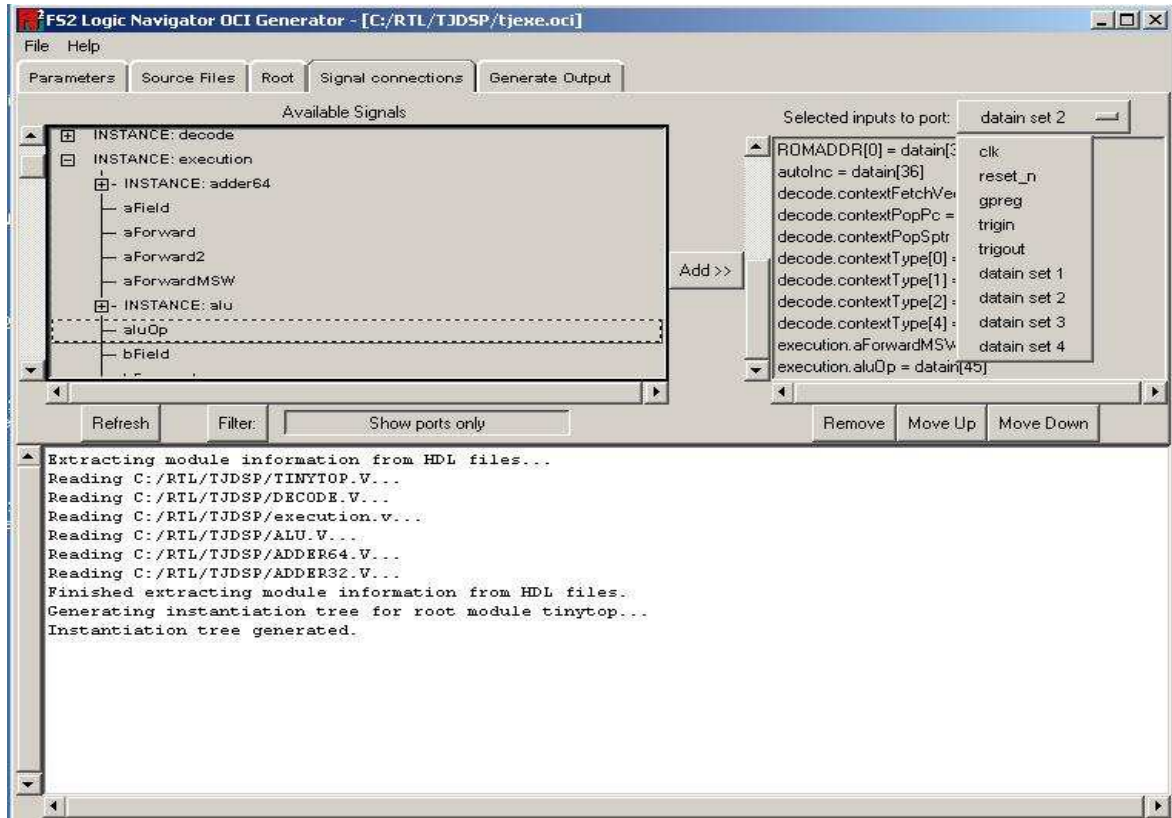 FS2 Logic Navigator OCI Generator - [C:/RTL/TJDSP/tjexe.oci]
File Help
Parameters Source Files Root Signal connections Generate Output
Available Signals
INSTANCE: decode
INSTANCE: execution
INSTANCE: adder64
aField
aForward
aForward2
aForwardMSW
INSTANCE: alu
aluOp
bField
Add >>
Selected inputs to port: datain set 2
ROMADDR[0] = datain[3
autoInc = datain[36]
decode.contextFetchVe
decode.contextPopPc =
decode.contextPopSptr
decode.contextType[0] =
decode.contextType[1] =
decode.contextType[2] =
decode.contextType[4] =
execution.aForwardMSW
execution.aluOp = datain[45]
clk
reset_n
gpreg
trigin
trigout
datain set 1
datain set 2
datain set 3
datain set 4
Refresh Filter: Show ports only
Remove Move Up Move Down
Extracting module information from HDL files...
Reading C:/RTL/TJDSP/TINYTOP.V...
Reading C:/RTL/TJDSP/DECODE.V...
Reading C:/RTL/TJDSP/execution.v...
Reading C:/RTL/TJDSP/ALU.V...
Reading C:/RTL/TJDSP/ADDER64.V...
Reading C:/RTL/TJDSP/ADDER32.V...
Finished extracting module information from HDL files.
Generating instantiation tree for root module tinytop...
Instantiation tree generated.